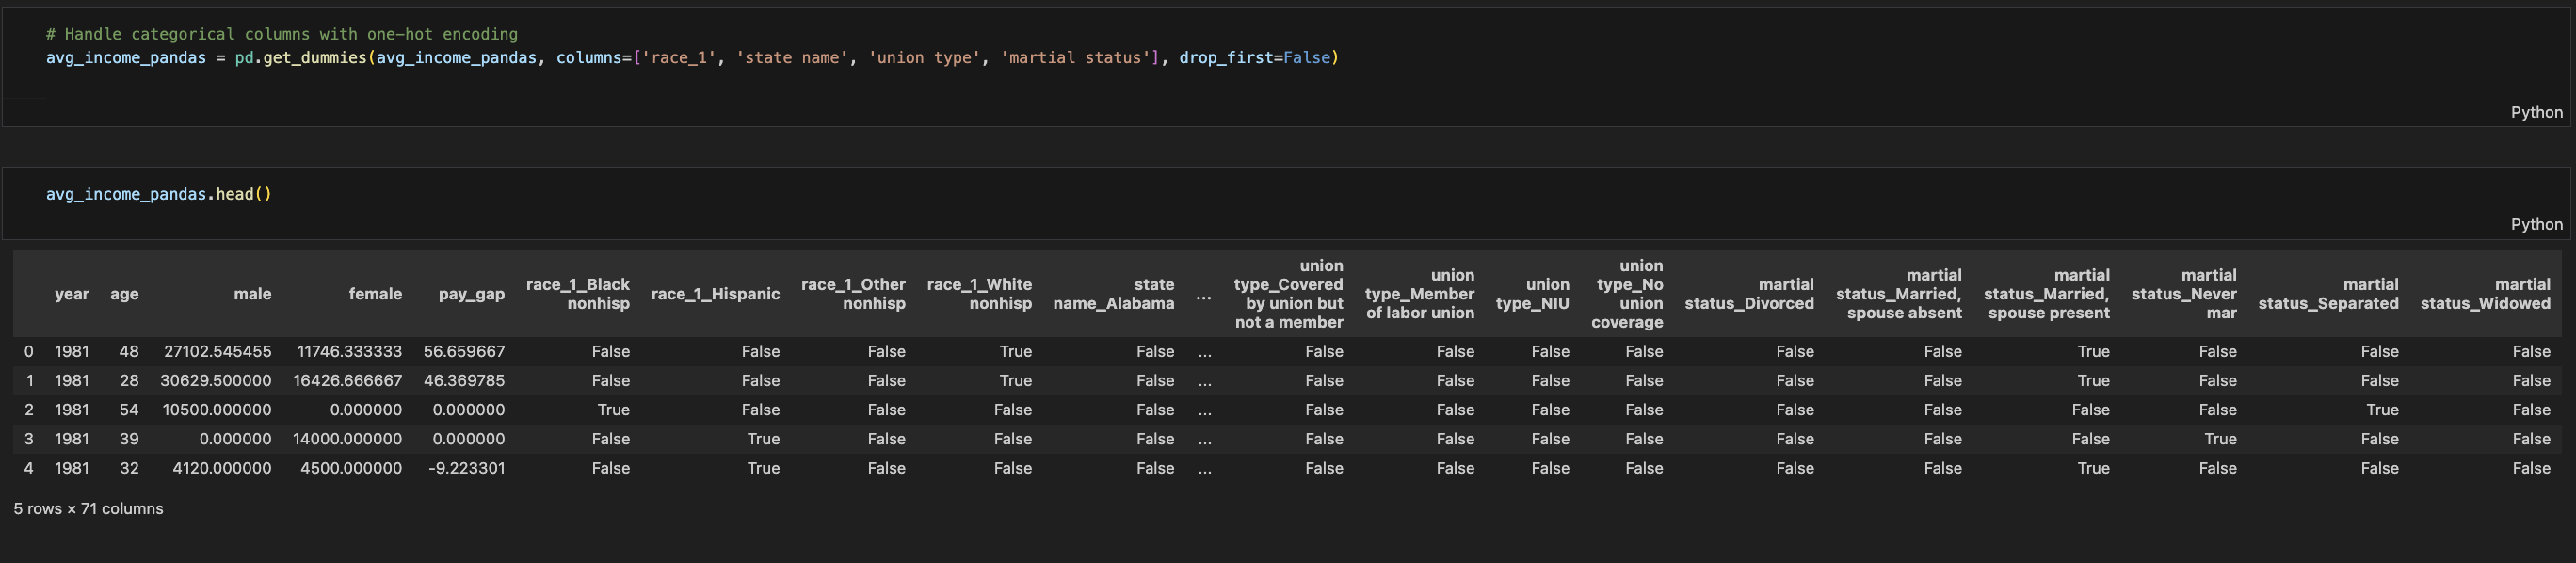 # Handle categorical columns with one-hot encoding
avg_income_pandas = pd.get_dummies(avg_income_pandas, columns=['race_1', 'state name', 'union type', 'martial status'], drop_first=False)
Python
avg_income_pandas.head()
Python
year age male female pay_gap race_1_Black nonhisp race_1_Hispanic race_1_Other nonhisp race_1_White nonhisp state name_Alabama ... union type_Covered by union but not a member union type_Member of labor union union type_NIU union type_No union coverage martial status_Divorced martial status_Married, spouse absent martial status_Married, spouse present martial status_Never mar martial status_Separated martial status_Widowed
0 1981 48 27102.545455 11746.333333 56.659667 False False False True False ... False False False False False False True False False False
1 1981 28 30629.500000 16426.666667 46.369785 False False False True False ... False False False False False False True False False False
2 1981 54 10500.000000 0.000000 0.000000 True False False False False ... False False False False False False False False True False
3 1981 39 0.000000 14000.000000 0.000000 False True False False False ... False False False False False False False True False False
4 1981 32 4120.000000 4500.000000 -9.223301 False True False False False ... False False False False False False True False False False
5 rows × 71 columns